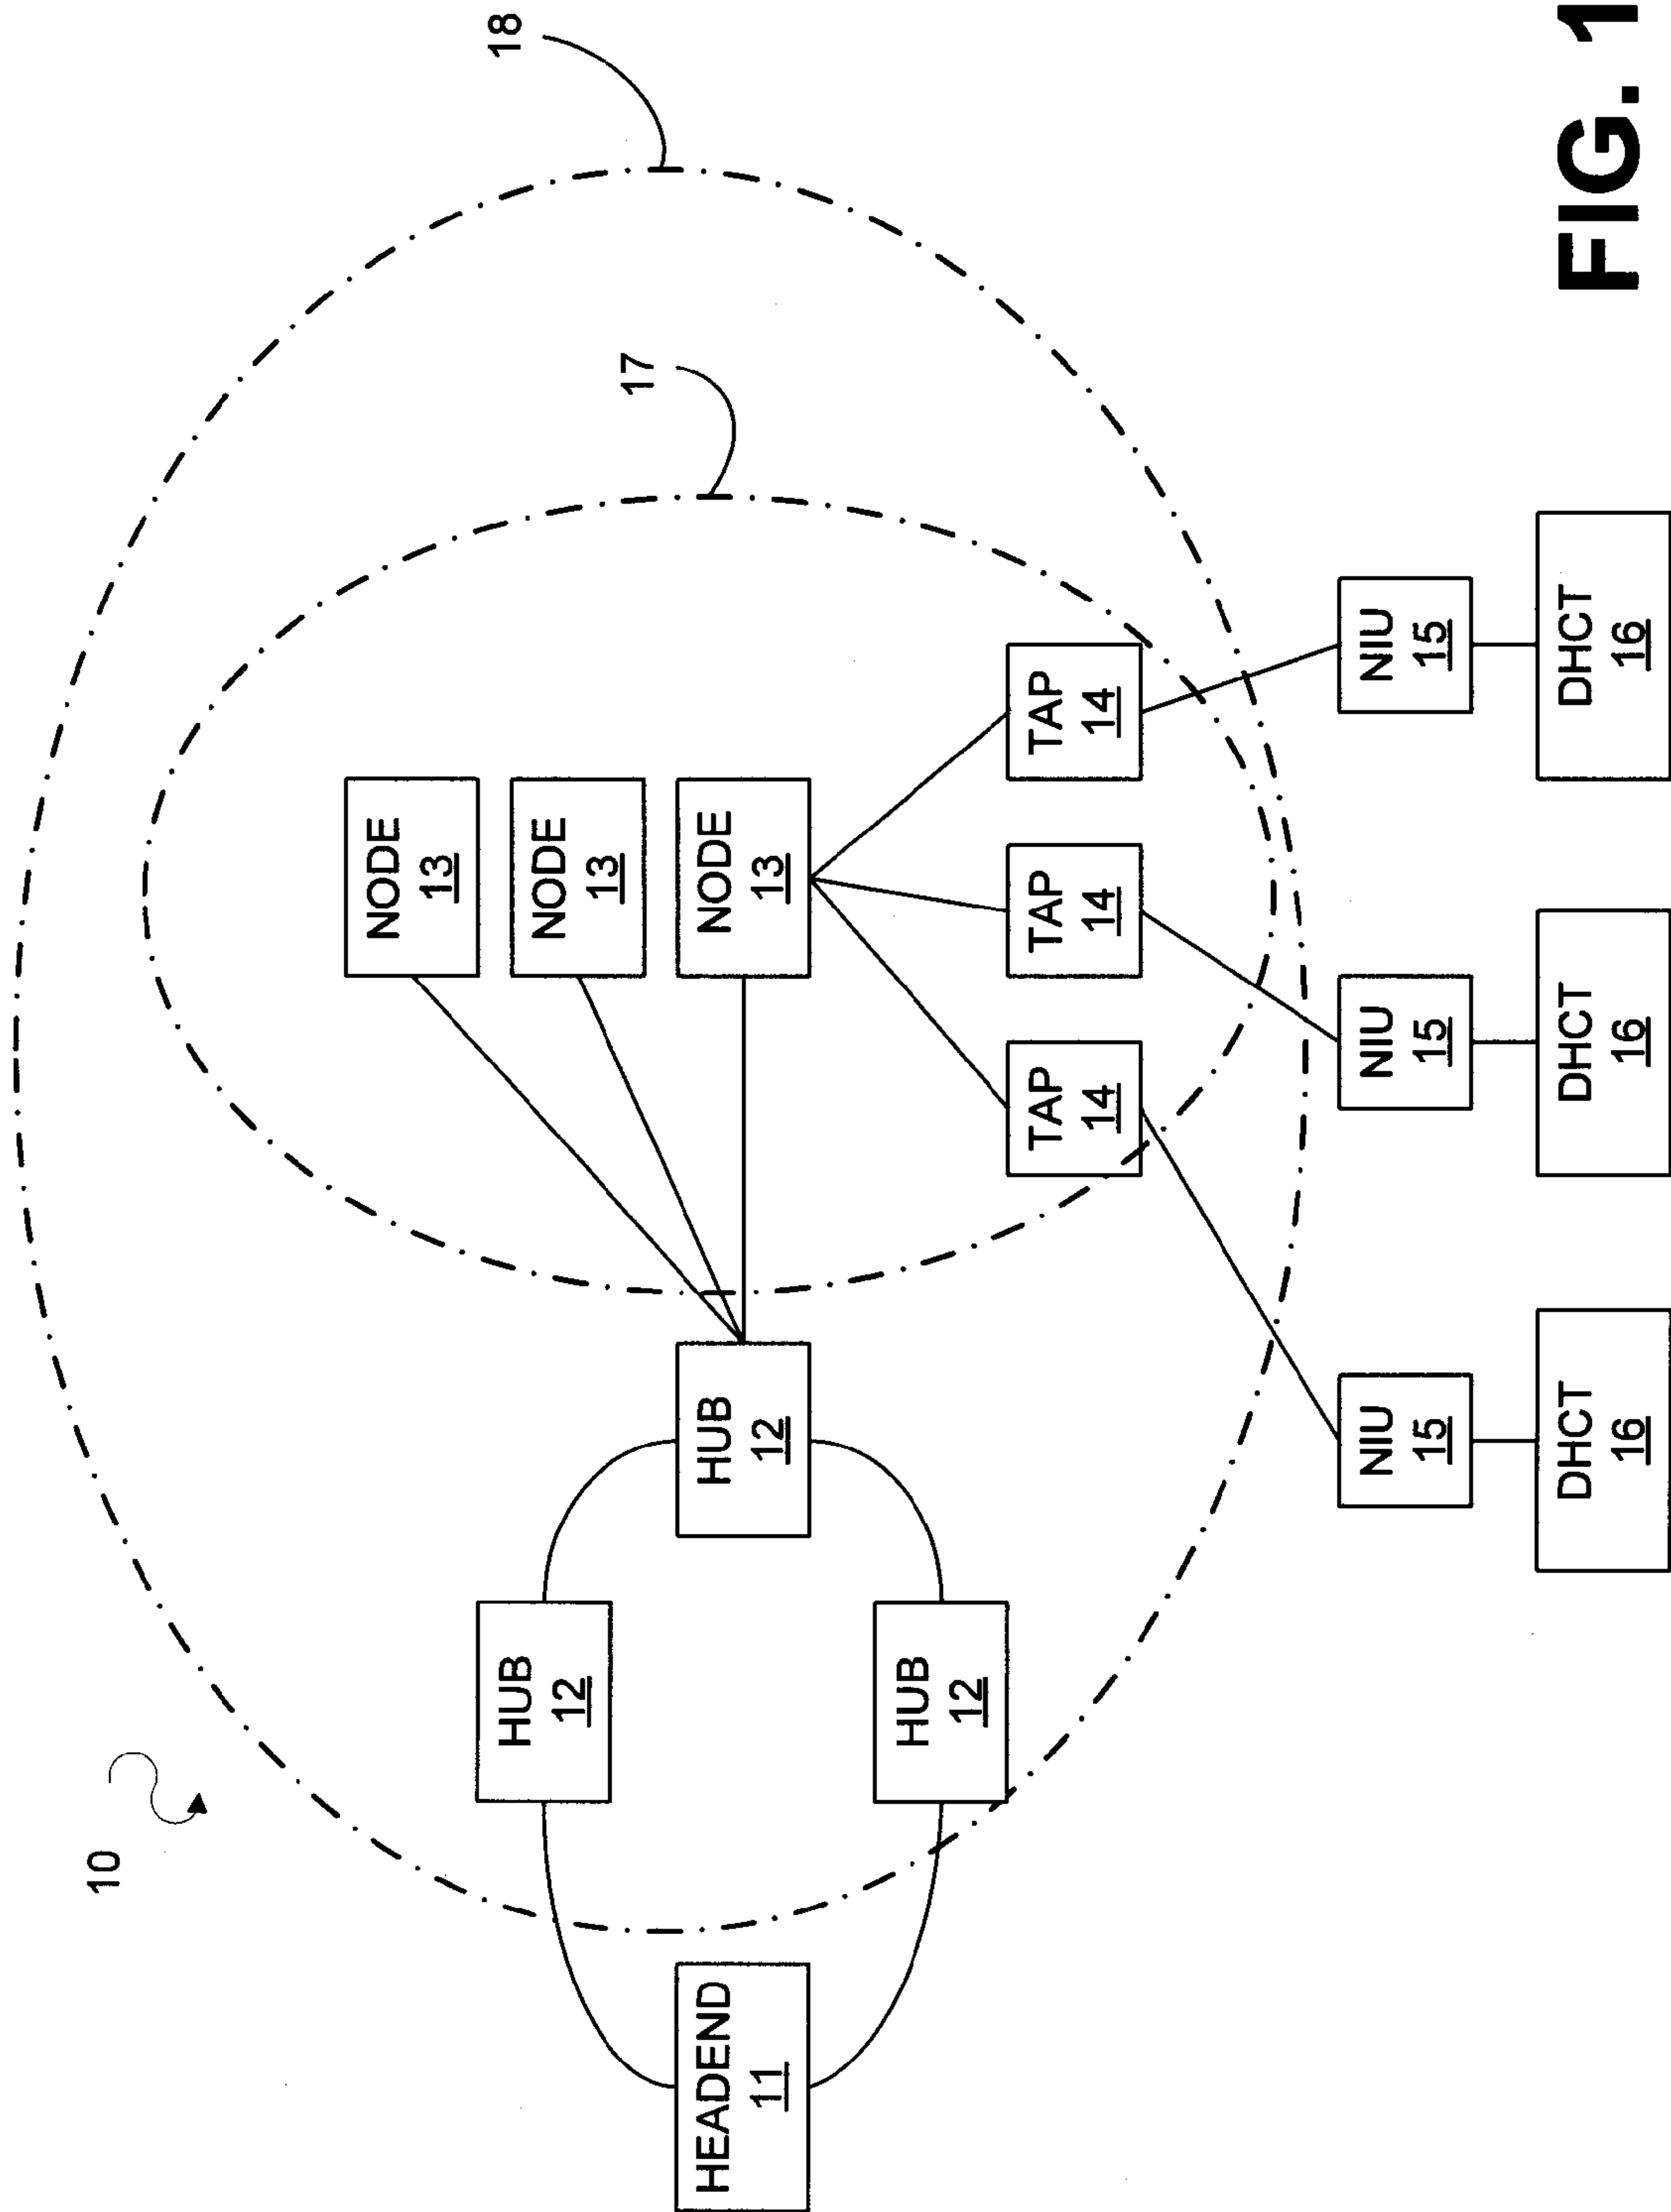 10
NODE
13
18
HUB
12
NODE
13
17
HEADEND
11
HUB
12
NODE
13
HUB
12
TAP
14
TAP
14
TAP
14
NIU
15
NIU
15
NIU
15
DHCT
16
DHCT
16
DHCT
16
FIG. 1